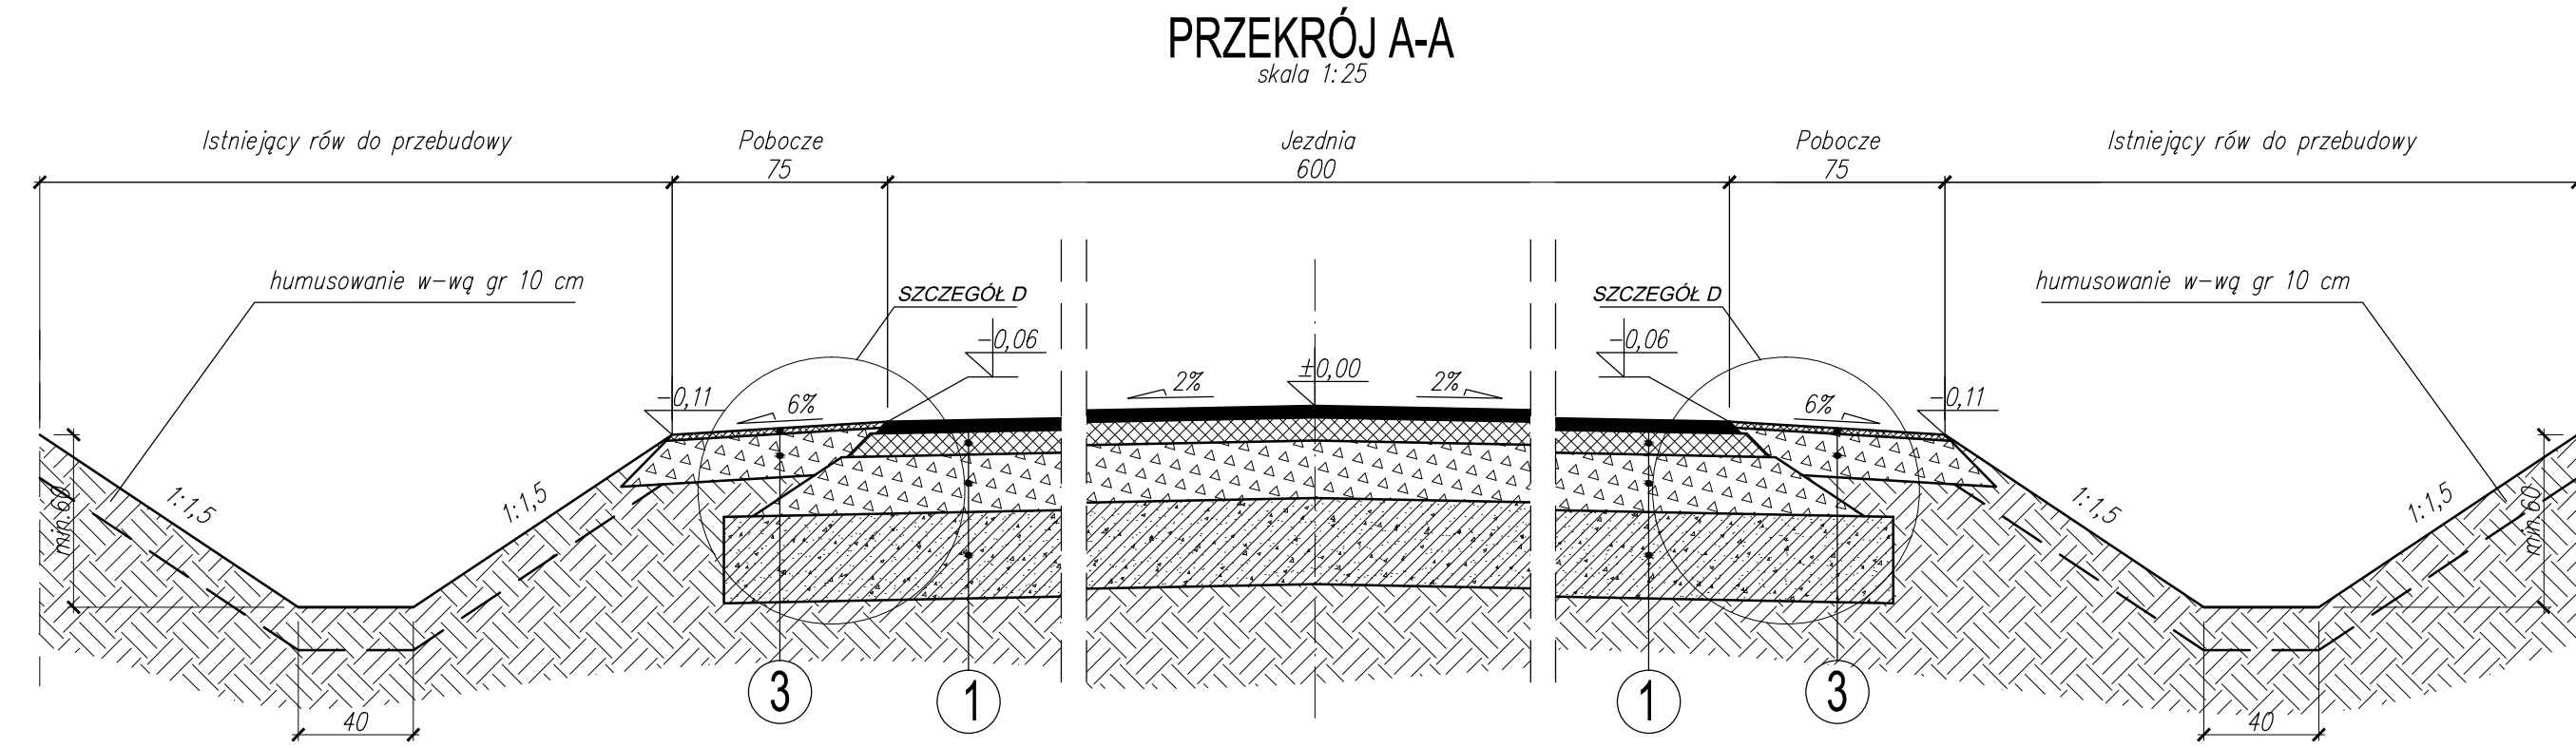 PRZEKRÓJ A-A
skala 1:25
Istniejący rów do przebudowy
Pobocze
75
Jezdnia
600
Pobocze
75
Istniejący rów do przebudowy
humusowanie w-wą gr 10 cm
SZCZEGÓŁ D
SZCZEGÓŁ D
humusowanie w-wą gr 10 cm
-0,06
-0,06
-0,11
6%
2%
±0,00
2%
6%
-0,11
min.60
1:1,5
1:1,5
1:1,5
1:1,5
min.60
3
1
1
3
40
40